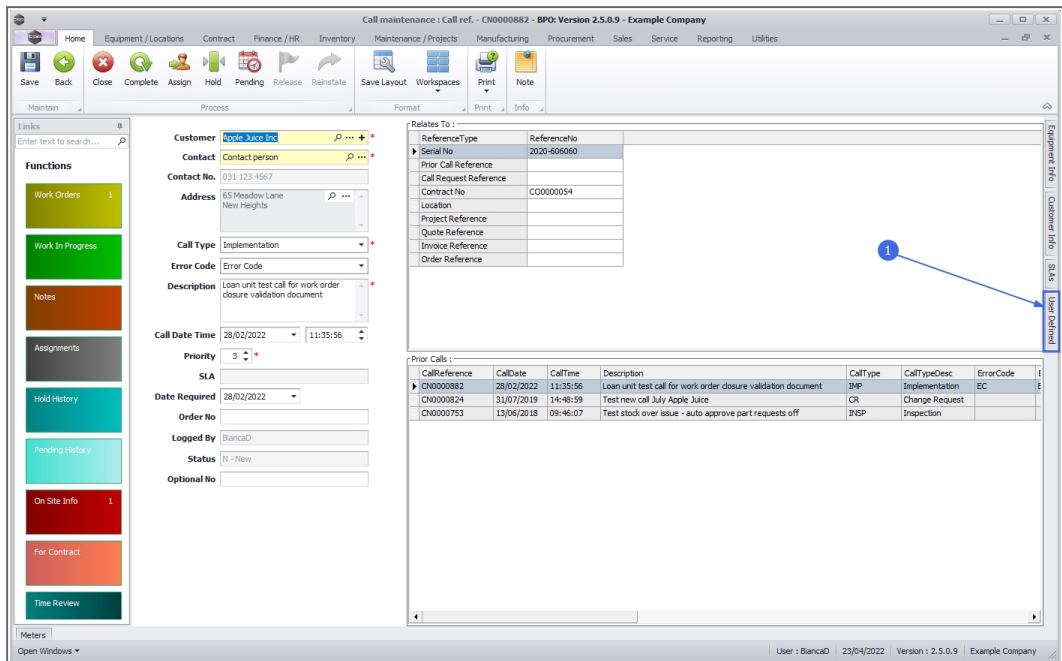 Call maintenance : Call ref. - CN0000882 - BPO: Version 2.5.0.9 - Example Company
Home Equipment / Locations Contract Finance / HR Inventory Maintenance / Projects Manufacturing Procurement Sales Service Reporting Utilities
Save Back Close Complete Assign Hold Pending Release Reinstate Save Layout Workspaces Print Note
Maintain Process Format Print Info
Links
Enter text to search...
Functions
Work Orders 1
Work In Progress
Notes
Assignments
Hold History
Pending History
On Site Info 1
For Contract
Time Review
Customer Apple Juice Inc *
Contact Contact person *
Contact No. 031 123 4567
Address 65 Meadow Lane
New Heights
Call Type Implementation *
Error Code Error Code
Description Loan unit test call for work order *
closure validation document
Call Date Time 28/02/2022 11:35:56
Priority 3 *
SLA
Date Required 28/02/2022
Order No
Logged By BiancaD
Status N - New
Optional No
Relates To :
ReferenceType ReferenceNo
Serial No 2020-606060
Prior Call Reference
Call Request Reference
Contract No CO0000054
Location
Project Reference
Quote Reference
Invoice Reference
Order Reference
Prior Calls :
CallReference CallDate CallTime Description CallType CallTypeDesc ErrorCode E
CN0000882 28/02/2022 11:35:56 Loan unit test call for work order closure validation document IMP Implementation EC E
CN0000824 31/07/2019 14:48:59 Test new call July Apple Juice CR Change Request
CN0000753 13/06/2018 09:46:07 Test stock over issue - auto approve part requests off INSP Inspection
Equipment Info
Customer Info
SLAs
User Defined
1
Meters
Open Windows
User : BiancaD 23/04/2022 Version : 2.5.0.9 Example Company